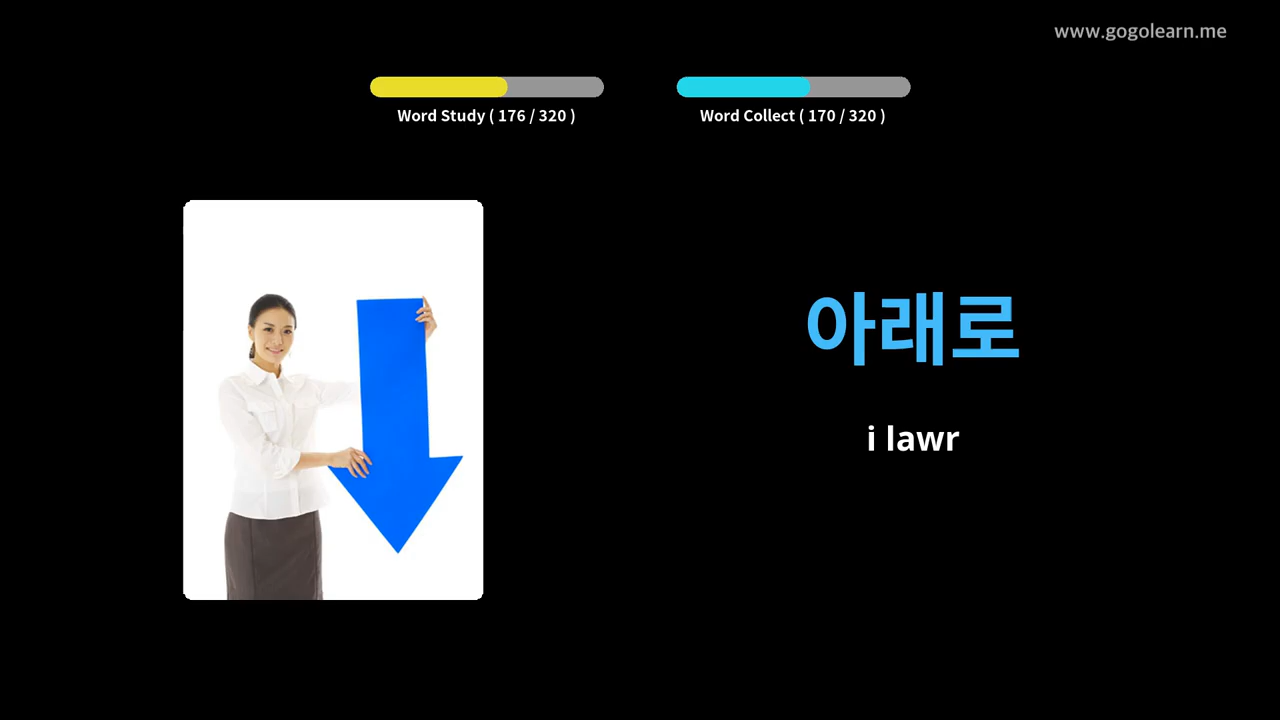 www.gogolearn.me
Word Study ( 176 / 320 )
Word Collect ( 170 / 320 )
아래로
i lawr